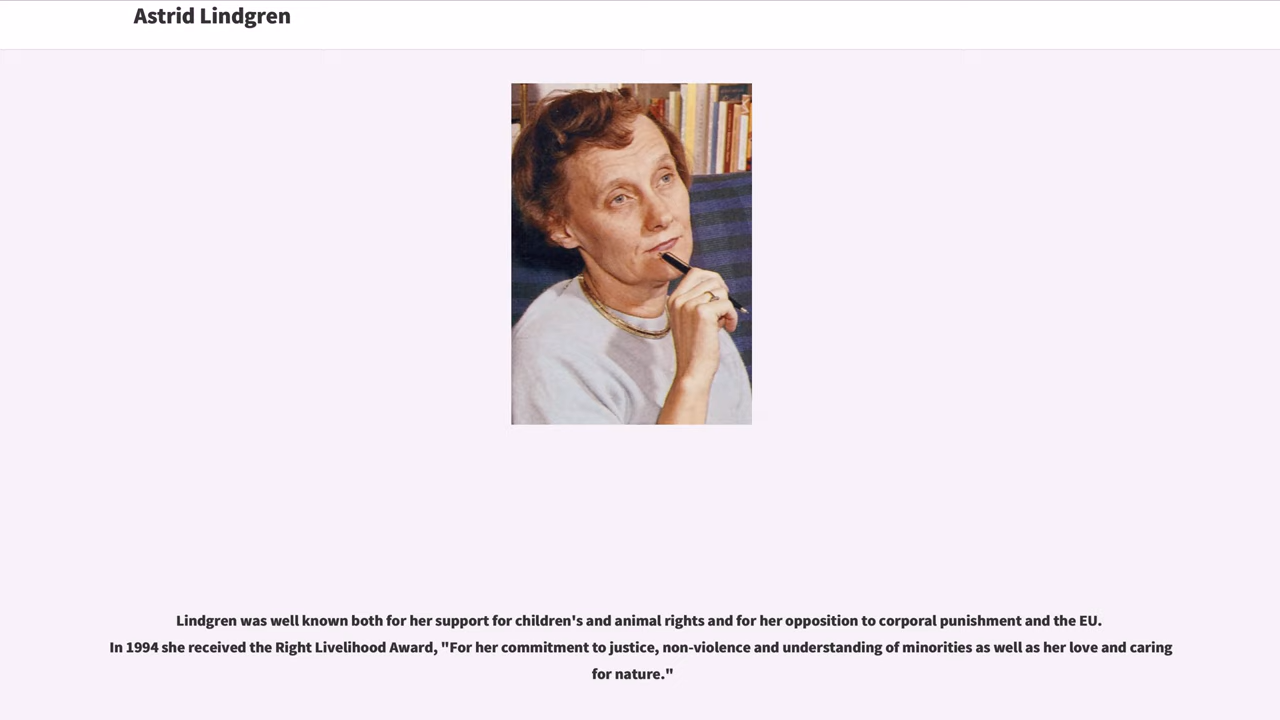 Astrid Lindgren
Lindgren was well known both for her support for children's and animal rights and for her opposition to corporal punishment and the EU.
In 1994 she received the Right Livelihood Award, "For her commitment to justice, non-violence and understanding of minorities as well as her love and caring
for nature."